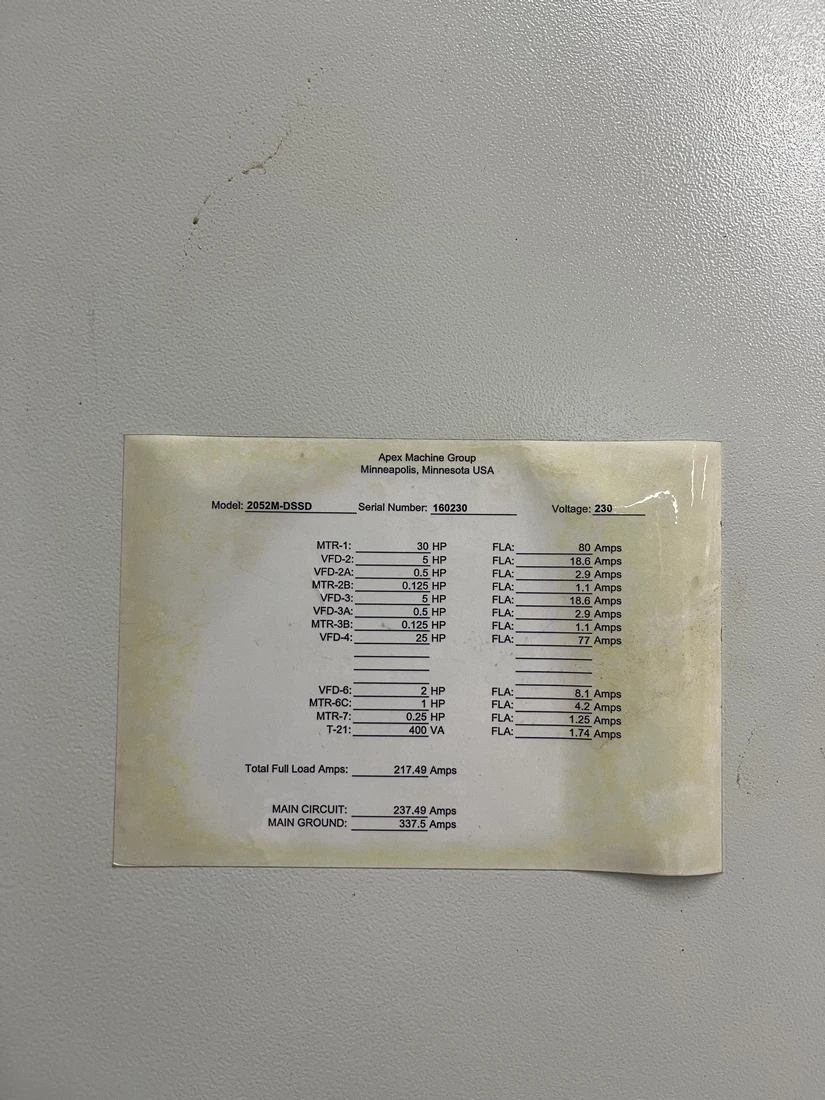 Apex Machine Group
Minneapolis, Minnesota USA
Model: 2052M-DSSD Serial Number: 160230 Voltage: 230
MTR-1: 30 HP FLA: 80 Amps
VFD-2: 5 HP FLA: 18.6 Amps
VFD-2A: 0.5 HP FLA: 2.9 Amps
MTR-2B: 0.125 HP FLA: 1.1 Amps
VFD-3: 5 HP FLA: 18.6 Amps
VFD-3A: 0.5 HP FLA: 2.9 Amps
MTR-3B: 0.125 HP FLA: 1.1 Amps
VFD-4: 25 HP FLA: 77 Amps
VFD-6: 2 HP FLA: 8.1 Amps
MTR-6C: 1 HP FLA: 4.2 Amps
MTR-7: 0.25 HP FLA: 1.25 Amps
T-21: 400 VA FLA: 1.74 Amps
Total Full Load Amps: 217.49 Amps
MAIN CIRCUIT: 237.49 Amps
MAIN GROUND: 337.5 Amps